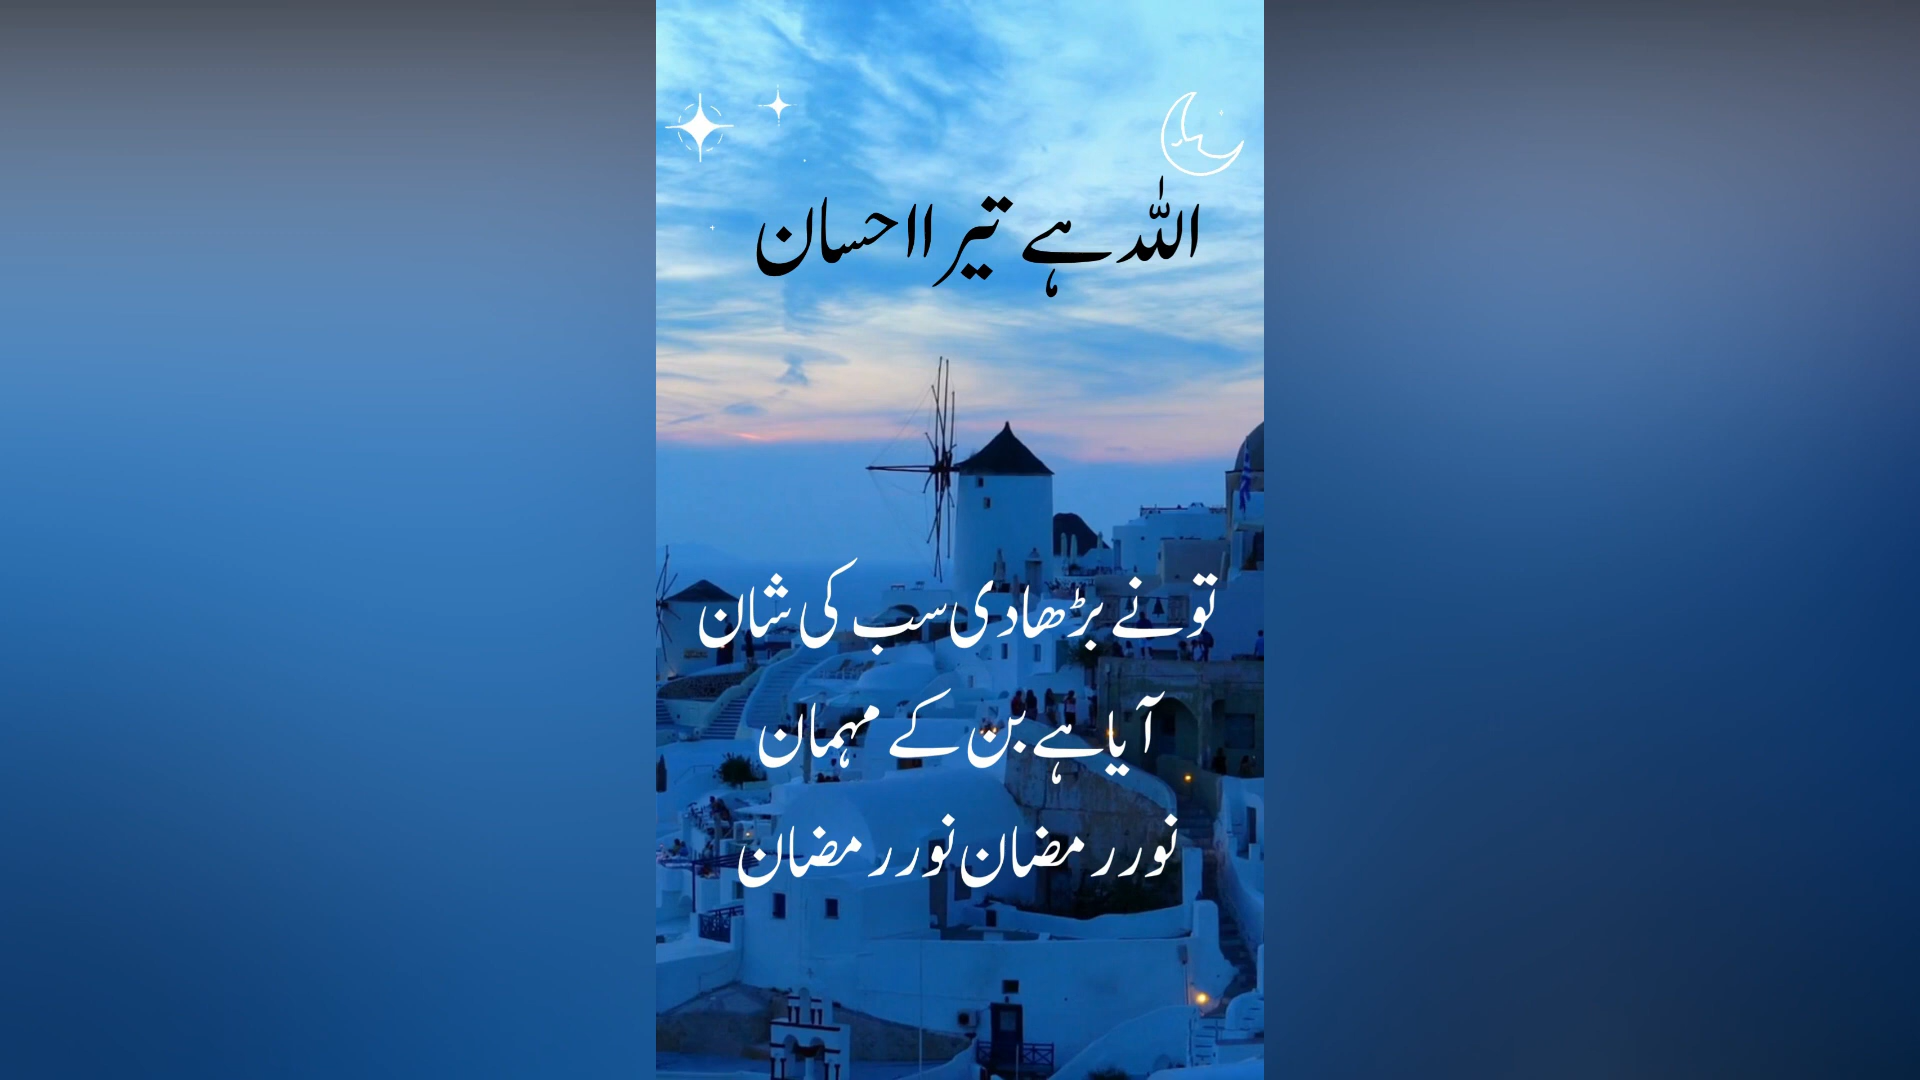 اللہ ہے تیرا احسان
تو نے بڑھا دی سب کی شان
آیا ہے بن کے مہمان
نور رمضان نور رمضان